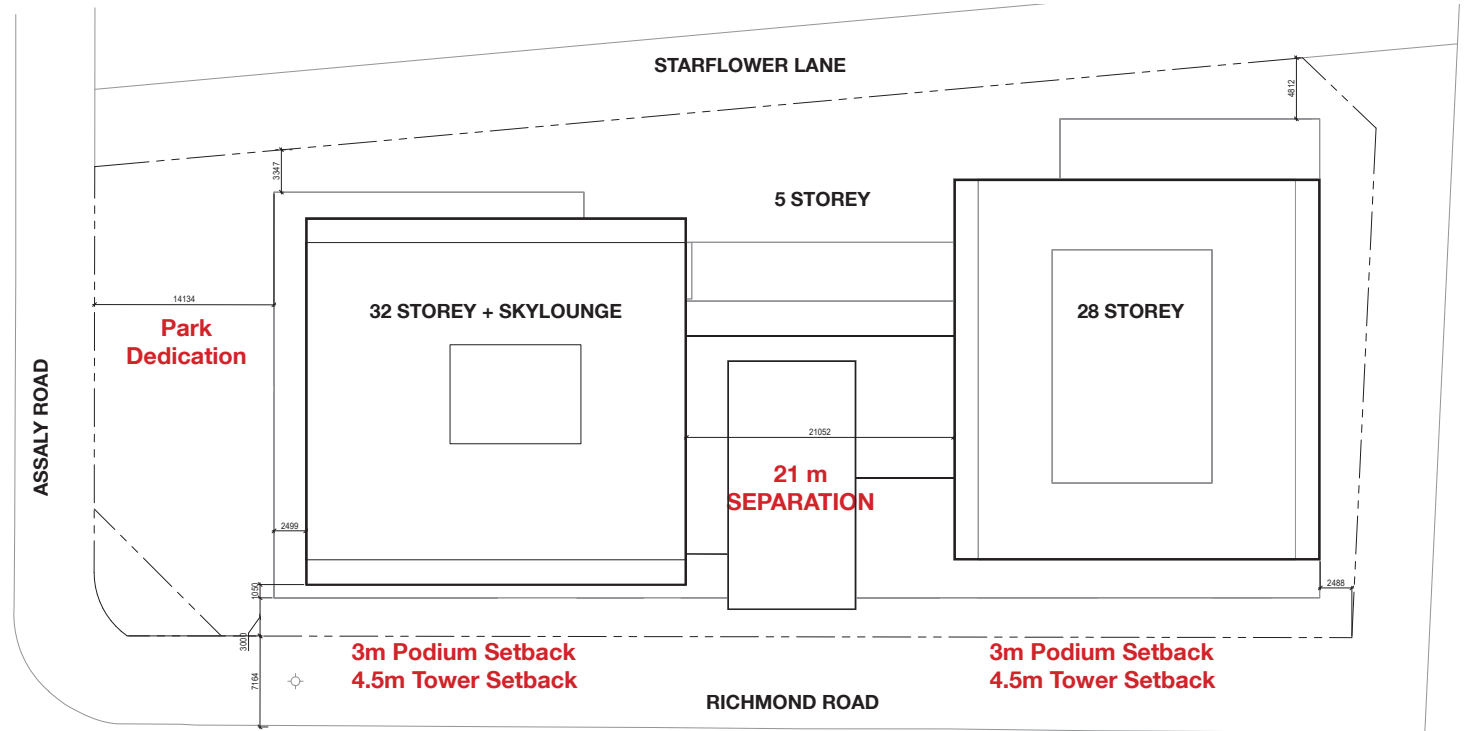 STARFLOWER LANE
4812
3347
5 STOREY
14134
32 STOREY + SKYLOUNGE
28 STOREY
Park
Dedication
ASSALY ROAD
21052
21 m
SEPARATION
2499
1050
2488
3000
3m Podium Setback
4.5m Tower Setback
3m Podium Setback
4.5m Tower Setback
7164
RICHMOND ROAD